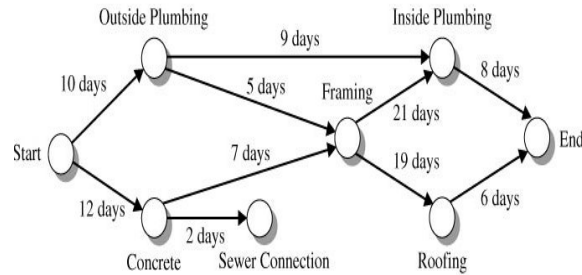 Outside Plumbing
9 days
Inside Plumbing
10 days
5 days
Framing
8 days
21 days
Start
7 days
19 days
End
12 days
2 days
6 days
Concrete
Sewer Connection
Roofing